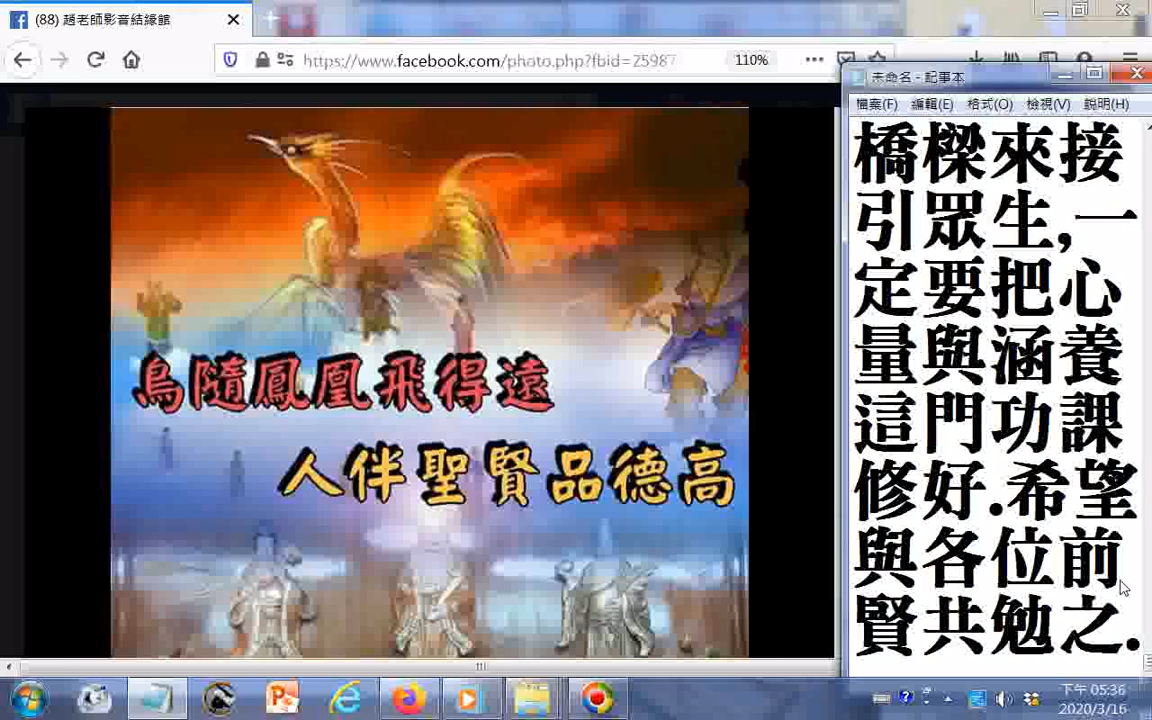 (88) 趙老師影音結緣館
https://www.facebook.com/photo.php?fbid=25987
110%
未命名 - 記事本
檔案(F) 編輯(E) 格式(O) 檢視(V) 說明(H)
鳥隨鳳凰飛得遠
人伴聖賢品德高
橋樑來接
引眾生,一
定要把心
量與涵養
這門功課
修好.希望
與各位前
賢共勉之.
下午 05:36
2020/3/16